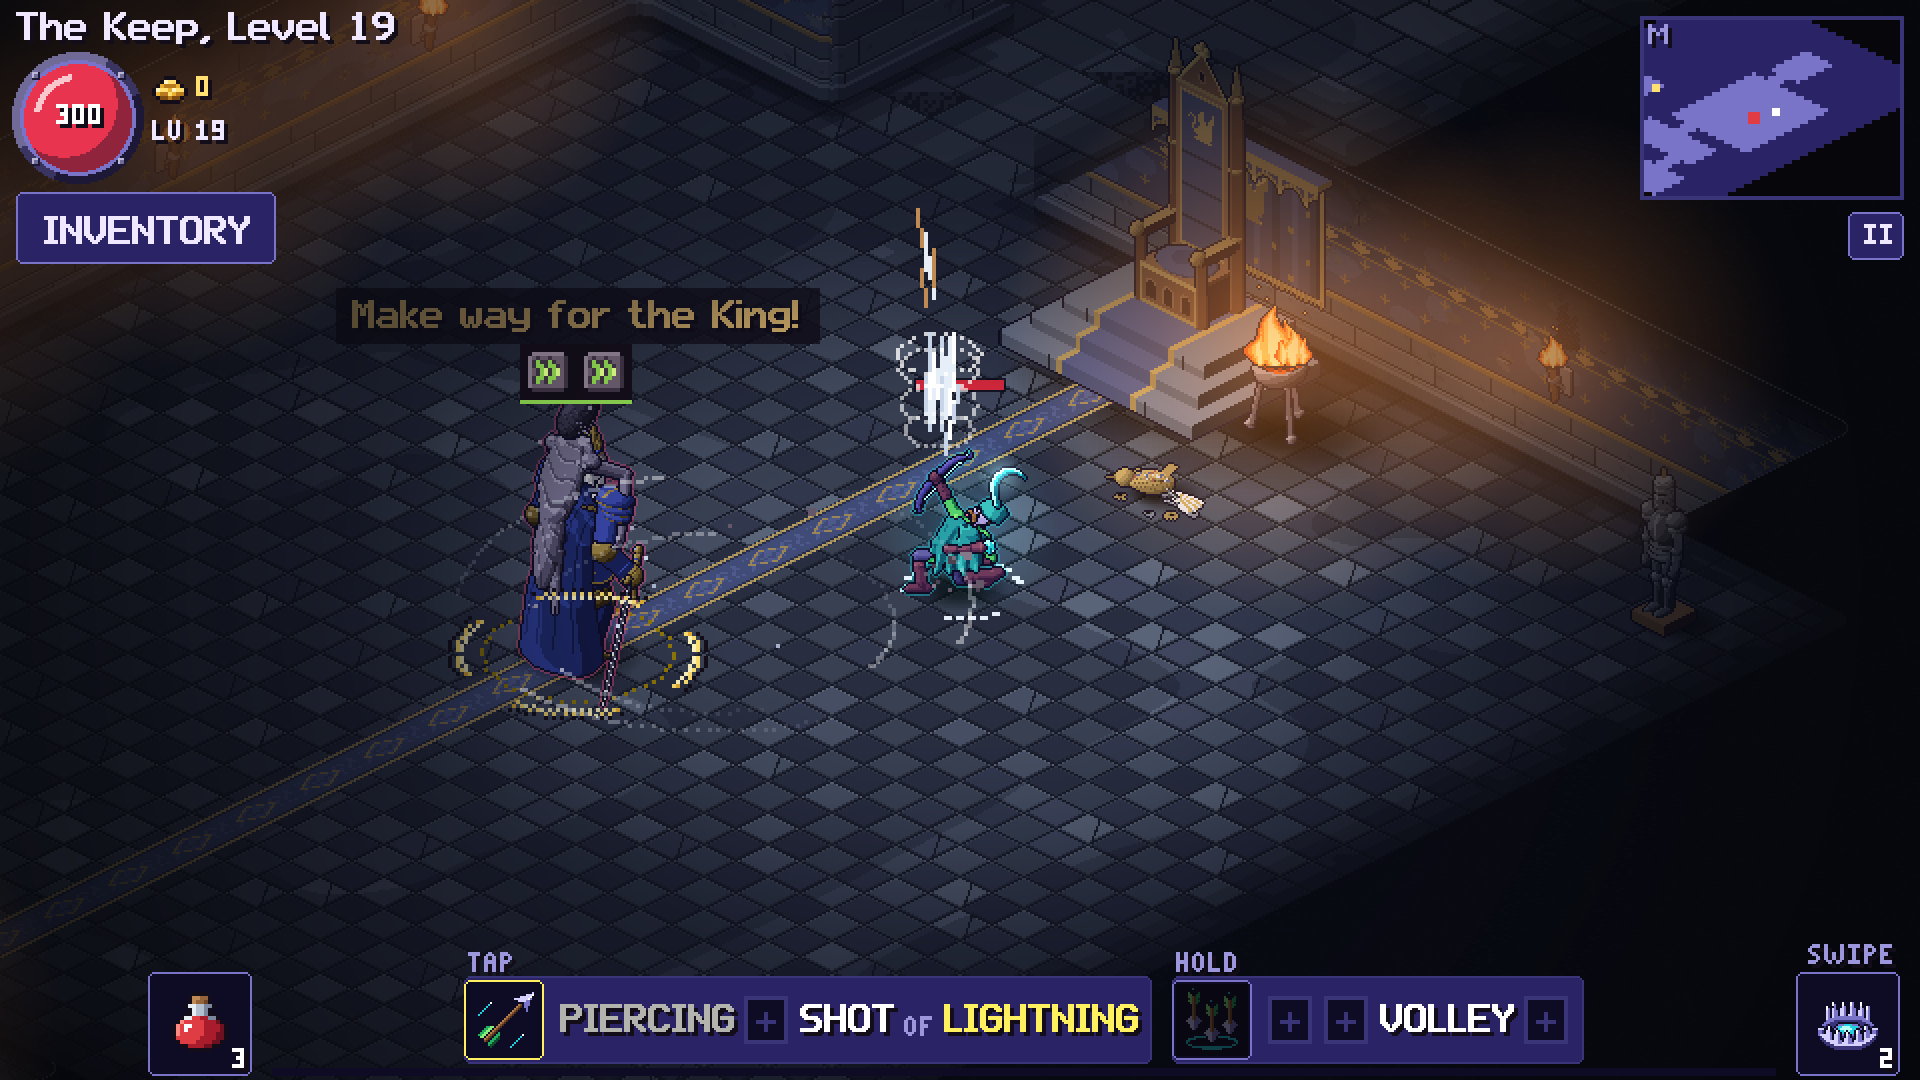 The Keep, Level 19
300
0
LV 19
INVENTORY
M
II
Make way for the King!
TAP
PIERCING + SHOT OF LIGHTNING
HOLD
+ + VOLLEY +
SWIPE
3
2